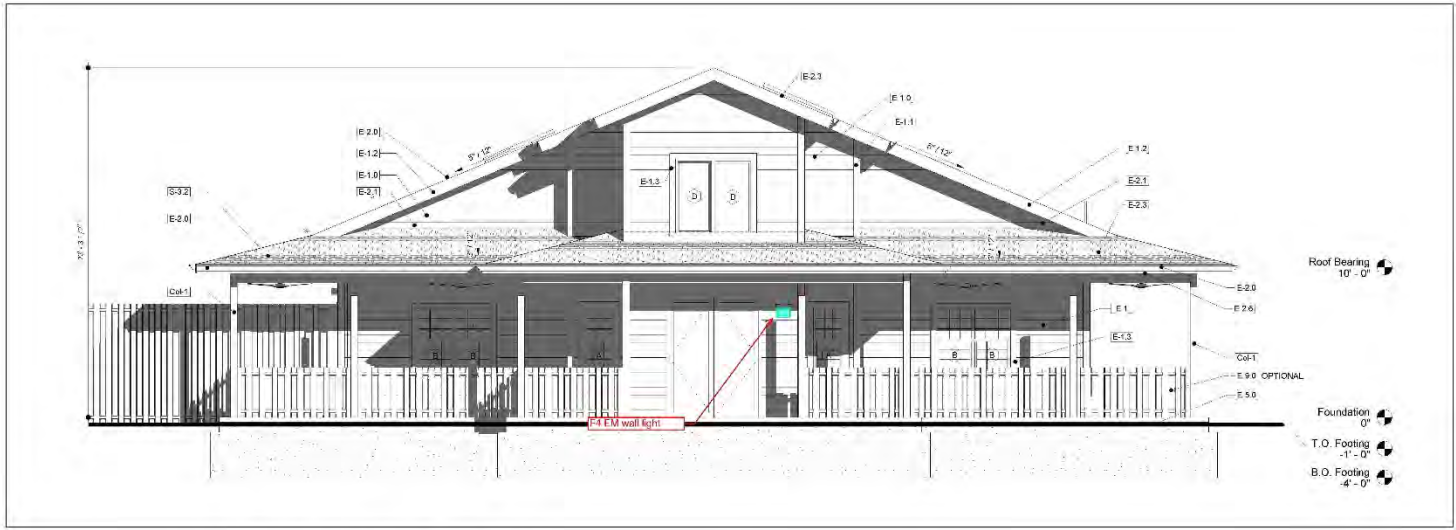 E-2.3
E-1.0
E-1.1
E-2.0
E-1.2
E-1.0
E-2.1
E-1.3
D
D
E 1.2
E-2.1
E-2.3
S-3.2
E-2.0
Roof Bearing
10' - 0"
E-2.0
E 2.6
Col-1
E-1.3
B
B
B
B
B
Col-1
E 9.0 OPTIONAL
E 5.0
F4 EM wall light
Foundation
0"
T.O. Footing
-1' - 0"
B.O. Footing
-4' - 0"